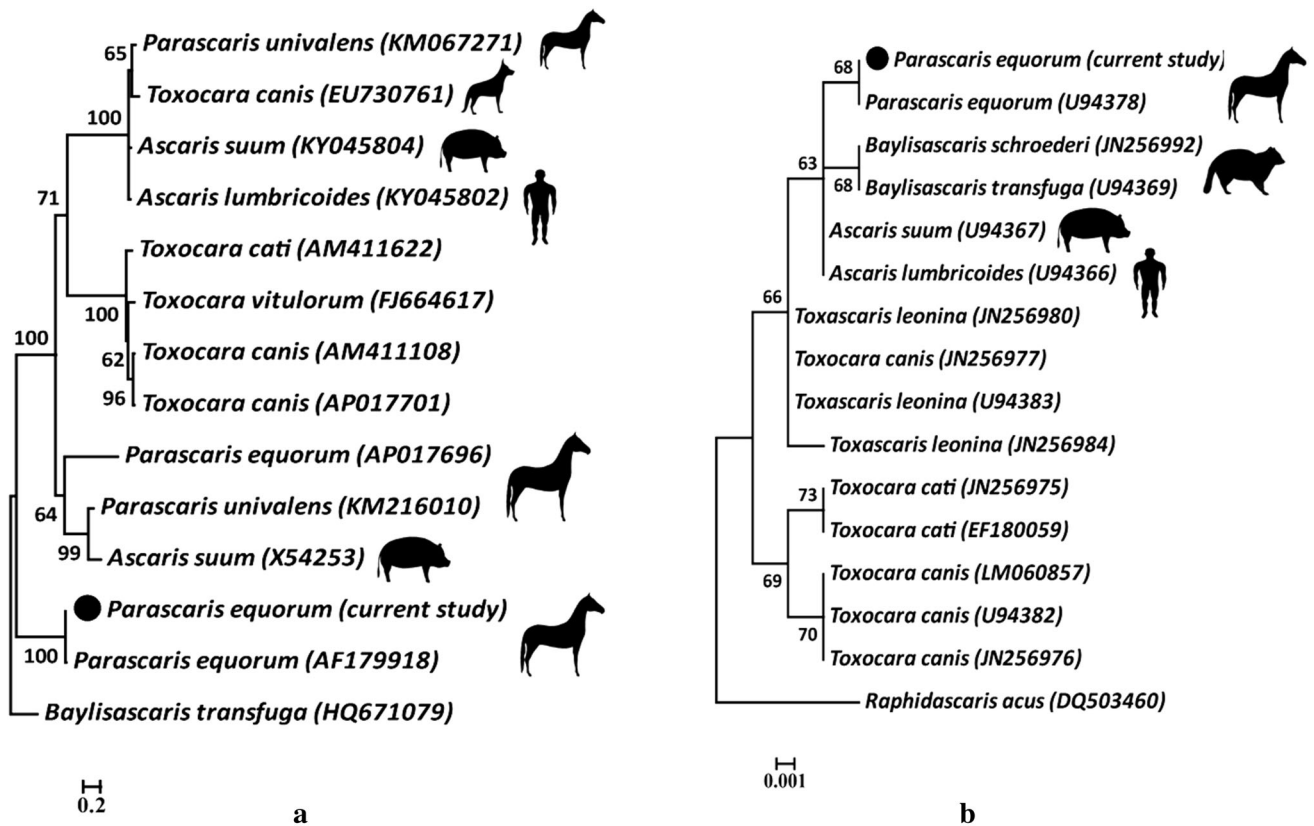 Parascaris univalens (KM067271)
65
Toxocara canis (EU730761)
100
Ascaris suum (KY045804)
Ascaris lumbricoides (KY045802)
71
Toxocara cati (AM411622)
Toxocara vitulorum (FJ664617)
100
Toxocara canis (AM411108)
62
Toxocara canis (AP017701)
96
100
Parascaris equorum (AP017696)
Parascaris univalens (KM216010)
64
Ascaris suum (X54253)
99
Parascaris equorum (current study)
Parascaris equorum (AF179918)
100
Baylisascaris transfuga (HQ671079)
0.2
a
Parascaris equorum (current study)
68
Parascaris equorum (U94378)
Baylisascaris schroederi (JN256992)
63
Baylisascaris transfuga (U94369)
68
Ascaris suum (U94367)
Ascaris lumbricoides (U94366)
66
Toxascaris leonina (JN256980)
Toxocara canis (JN256977)
Toxascaris leonina (U94383)
Toxascaris leonina (JN256984)
Toxocara cati (JN256975)
73
Toxocara cati (EF180059)
69
Toxocara canis (LM060857)
Toxocara canis (U94382)
70
Toxocara canis (JN256976)
Raphidascaris acus (DQ503460)
0.001
b